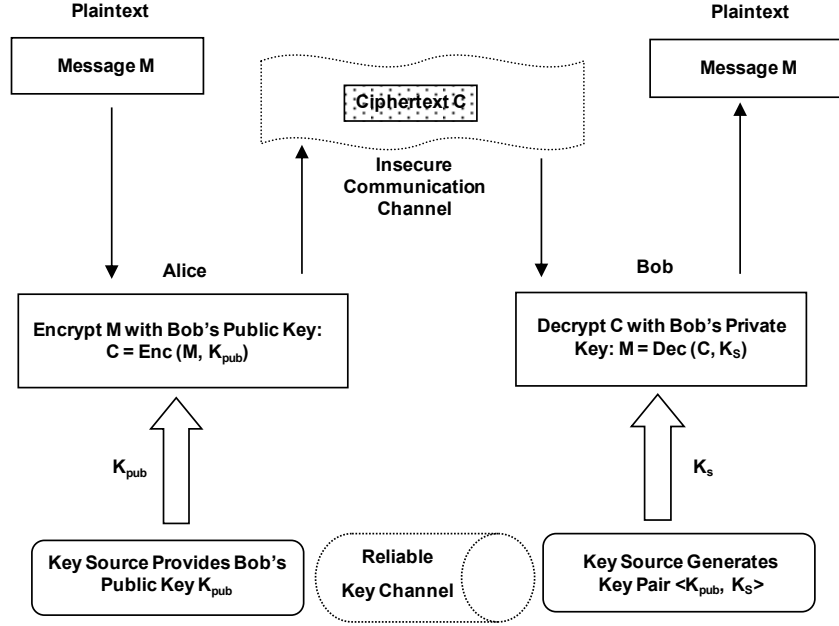 Plaintext
Plaintext
Message M
Message M
Ciphertext C
Insecure
Communication
Channel
Alice
Bob
Encrypt M with Bob’s Public Key:
C = Enc (M, Kpub)
Decrypt C with Bob’s Private
Key: M = Dec (C, KS)
Kpub
Ks
Key Source Provides Bob’s
Public Key Kpub
Reliable
Key Channel
Key Source Generates
Key Pair <Kpub, KS>